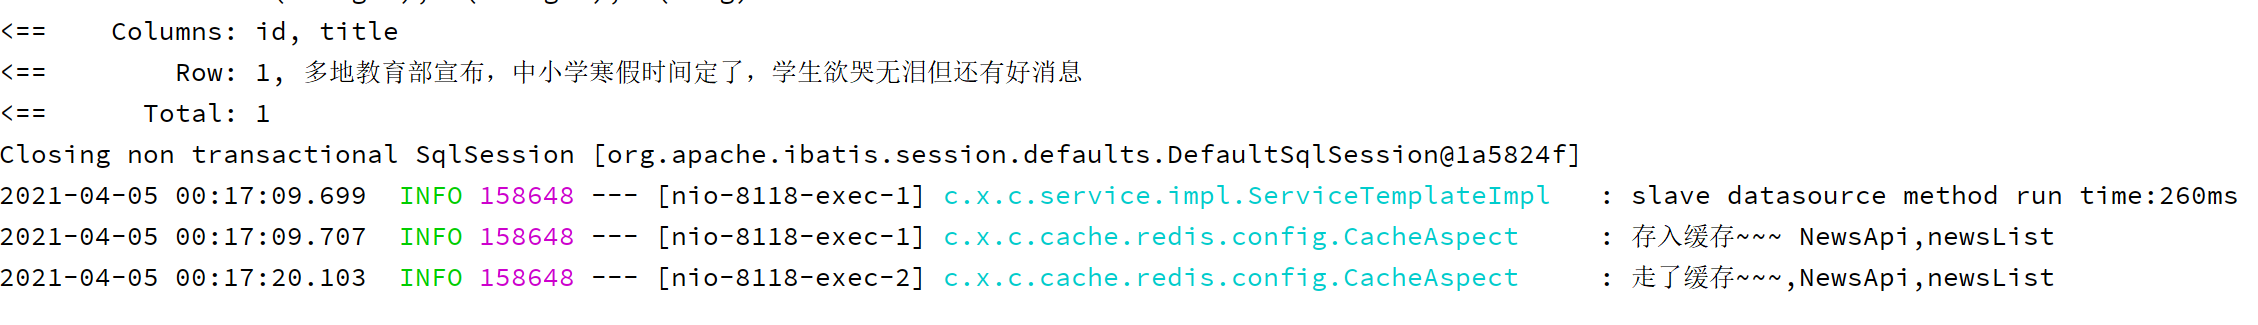 <==    Columns: id, title
<==        Row: 1, 多地教育部宣布，中小学寒假时间定了，学生欲哭无泪但还有好消息
<==      Total: 1
Closing non transactional SqlSession [org.apache.ibatis.session.defaults.DefaultSqlSession@1a5824f]
2021-04-05 00:17:09.699  INFO 158648 --- [nio-8118-exec-1] c.x.c.service.impl.ServiceTemplateImpl   : slave datasource method run time:260ms
2021-04-05 00:17:09.707  INFO 158648 --- [nio-8118-exec-1] c.x.c.cache.redis.config.CacheAspect     : 存入缓存~~~ NewsApi,newsList
2021-04-05 00:17:20.103  INFO 158648 --- [nio-8118-exec-2] c.x.c.cache.redis.config.CacheAspect     : 走了缓存~~~,NewsApi,newsList